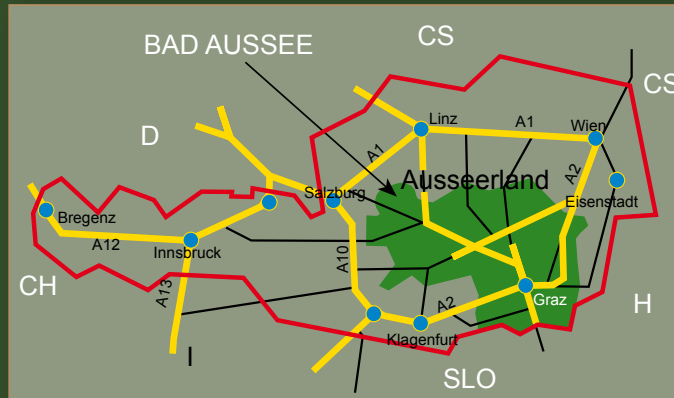 CS
BAD AUSSEE
CS
D
Linz
A1
Wien
A1
A2
Ausseerland
Salzburg
Eisenstadt
Bregenz
A12
Innsbruck
A10
CH
A13
Graz
A2
H
Klagenfurt
I
SLO